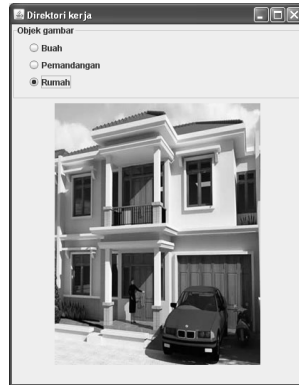 Direktori kerja
Objek gambar
Buah
Pemandangan
Rumah